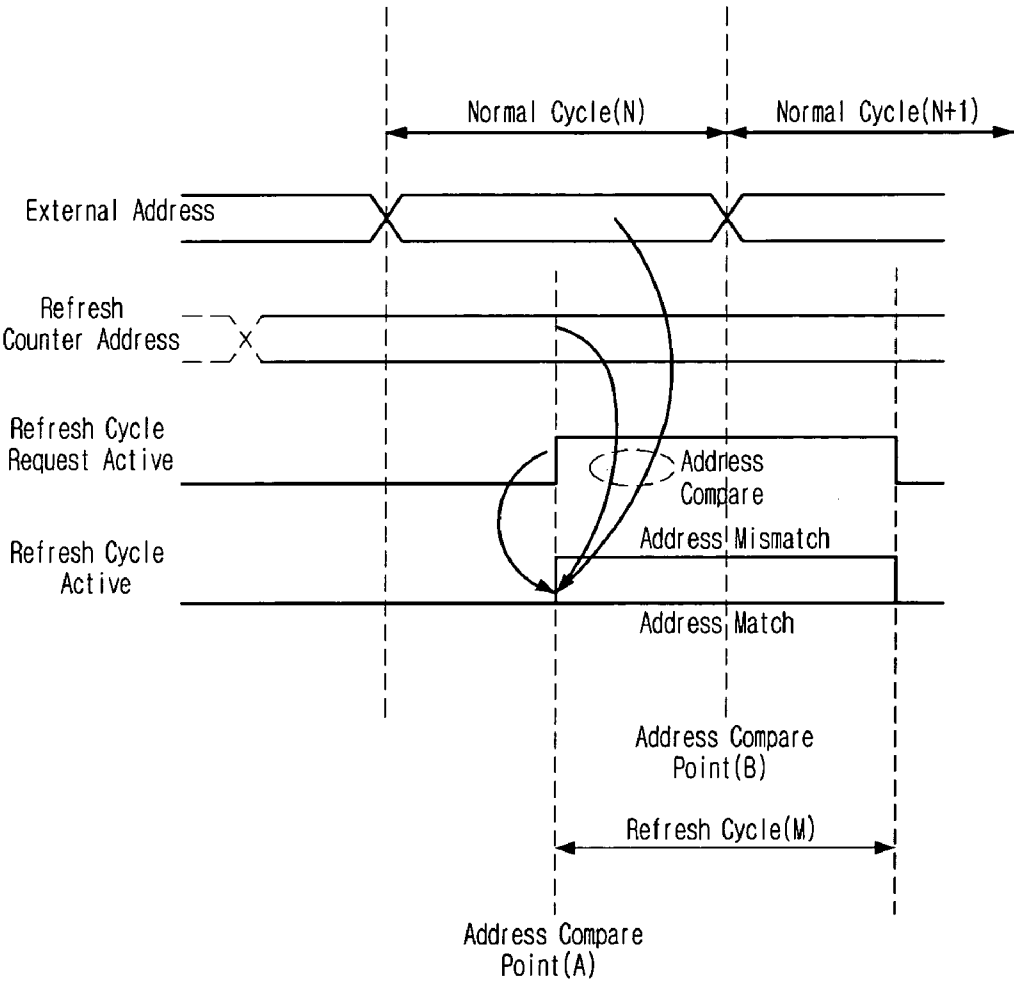 Normal Cycle(N)
Normal Cycle(N+1)
External Address
Refresh
Counter Address
Refresh Cycle
Request Active
Address
Compare
Refresh Cycle
Active
Address Mismatch
Address Match
Address Compare
Point(B)
Refresh Cycle(M)
Address Compare
Point(A)